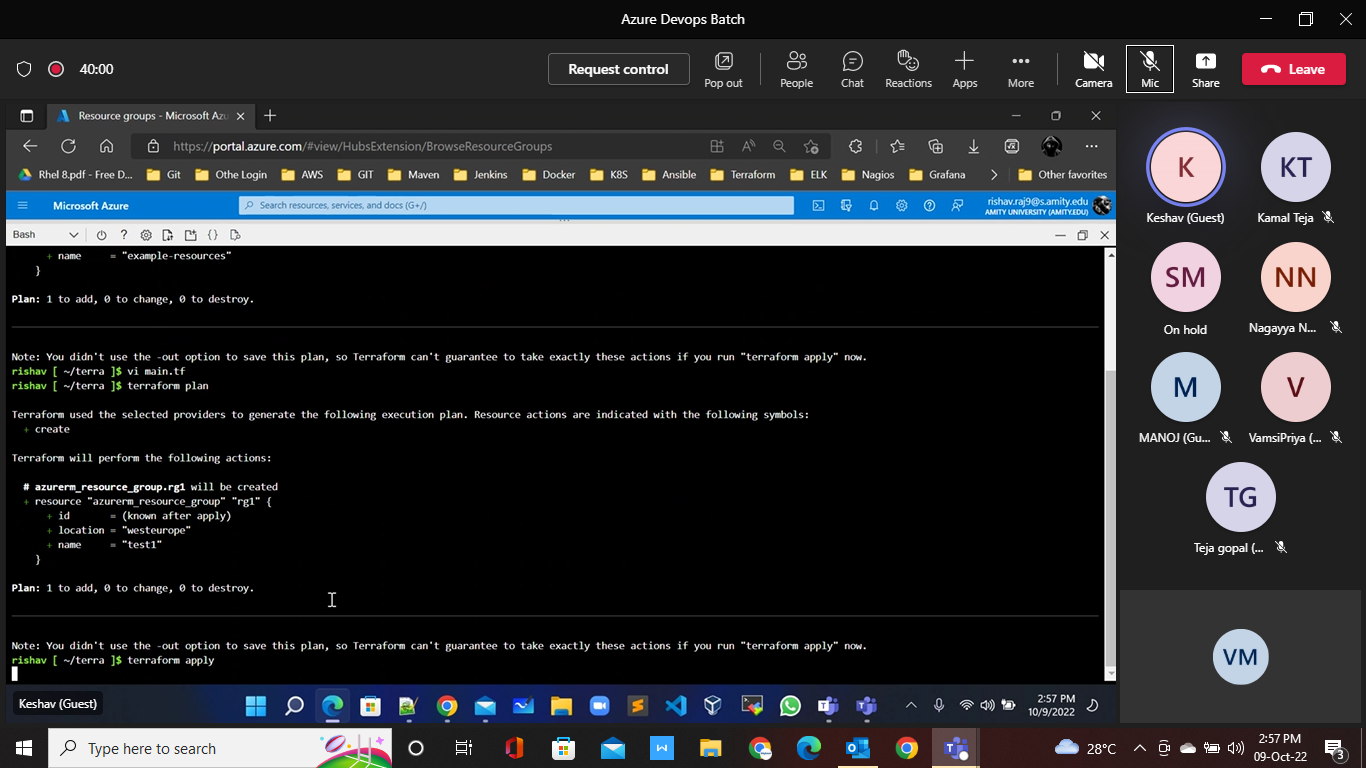 Azure Devops Batch
40:00
Request control
Pop out
People
Chat
Reactions
Apps
More
Camera
Mic
Share
Leave
Resource groups - Microsoft Azu
https://portal.azure.com/#view/HubsExtension/BrowseResourceGroups
Rhel 8.pdf - Free D...
Git
Othe Login
AWS
GIT
Maven
Jenkins
Docker
K8S
Ansible
Terraform
ELK
Nagios
Grafana
Other favorites
Microsoft Azure
Search resources, services, and docs (G+/)
rishav.raj9@s.amity.edu
AMITY UNIVERSITY (AMITY.EDU)
Bash
+ name = "example-resources"
}
Plan: 1 to add, 0 to change, 0 to destroy.
Note: You didn't use the -out option to save this plan, so Terraform can't guarantee to take exactly these actions if you run "terraform apply" now.
rishav [ ~/terra ]$ vi main.tf
rishav [ ~/terra ]$ terraform plan
Terraform used the selected providers to generate the following execution plan. Resource actions are indicated with the following symbols:
+ create
Terraform will perform the following actions:
# azurerm_resource_group.rg1 will be created
+ resource "azurerm_resource_group" "rg1" {
+ id = (known after apply)
+ location = "westeurope"
+ name = "test1"
}
Plan: 1 to add, 0 to change, 0 to destroy.
Note: You didn't use the -out option to save this plan, so Terraform can't guarantee to take exactly these actions if you run "terraform apply" now.
rishav [ ~/terra ]$ terraform apply
Keshav (Guest)
2:57 PM
10/9/2022
K
Keshav (Guest)
KT
Kamal Teja
SM
On hold
NN
Nagayya N...
M
MANOJ (Gu...
V
VamsiPriya (...
TG
Teja gopal (...
VM
Type here to search
28°C
2:57 PM
09-Oct-22
3